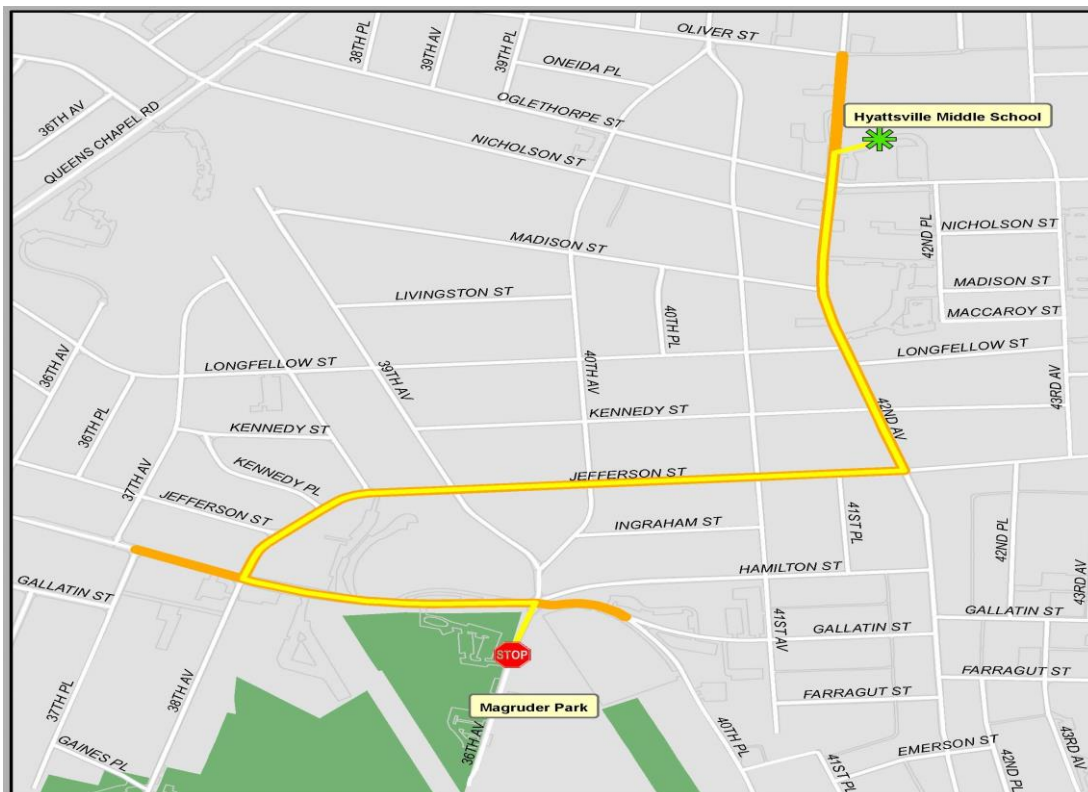 OLIVER ST
38TH PL
39TH AV
39TH PL
ONEIDA PL
36TH AV
QUEENS CHAPEL RD
OGLETHORPE ST
Hyattsville Middle School
NICHOLSON ST
42ND PL
NICHOLSON ST
MADISON ST
LIVINGSTON ST
40TH PL
MADISON ST
MACCAROY ST
36TH AV
LONGFELLOW ST
39TH AV
40TH AV
LONGFELLOW ST
43RD AV
36TH PL
KENNEDY ST
KENNEDY ST
42ND AV
37TH AV
KENNEDY PL
JEFFERSON ST
JEFFERSON ST
INGRAHAM ST
41ST PL
42ND PL
HAMILTON ST
43RD AV
GALLATIN ST
41ST AV
GALLATIN ST
GALLATIN ST
STOP
37TH PL
38TH AV
FARRAGUT ST
FARRAGUT ST
Magruder Park
36TH AV
40TH PL
GAINES PL
41ST PL
EMERSON ST
42ND PL
43RD AV